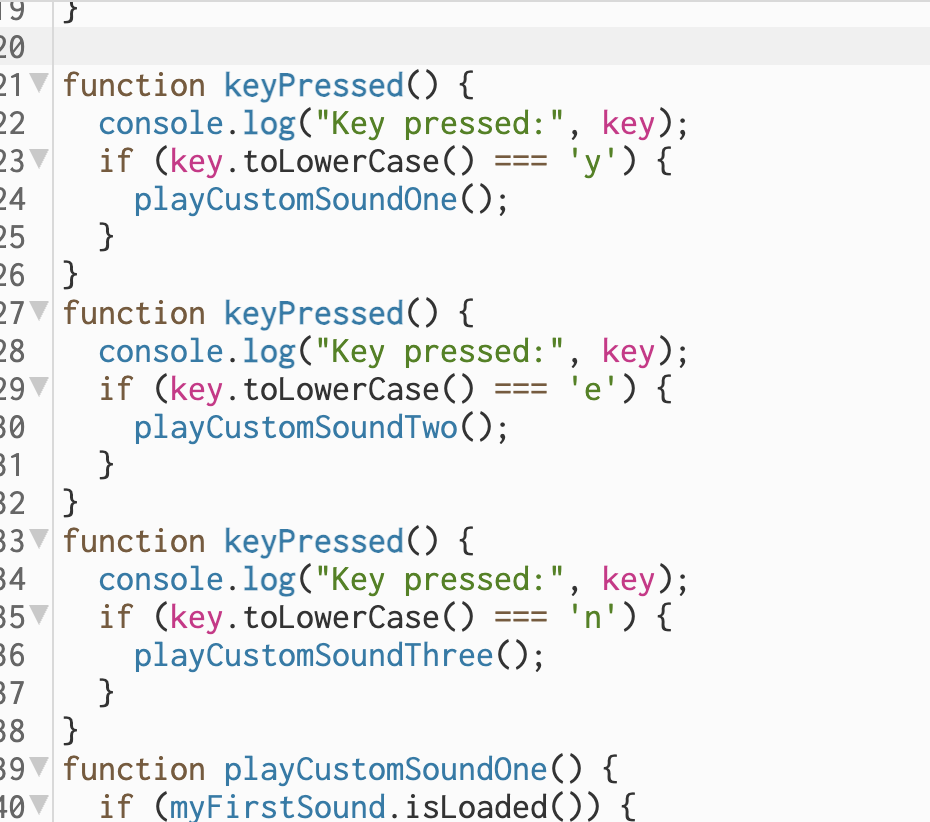 19 }
20
21 function keyPressed() {
22   console.log("Key pressed:", key);
23   if (key.toLowerCase() === 'y') {
24     playCustomSoundOne();
25   }
26 }
27 function keyPressed() {
28   console.log("Key pressed:", key);
29   if (key.toLowerCase() === 'e') {
30     playCustomSoundTwo();
31   }
32 }
33 function keyPressed() {
34   console.log("Key pressed:", key);
35   if (key.toLowerCase() === 'n') {
36     playCustomSoundThree();
37   }
38 }
39 function playCustomSoundOne() {
40   if (myFirstSound.isLoaded()) {